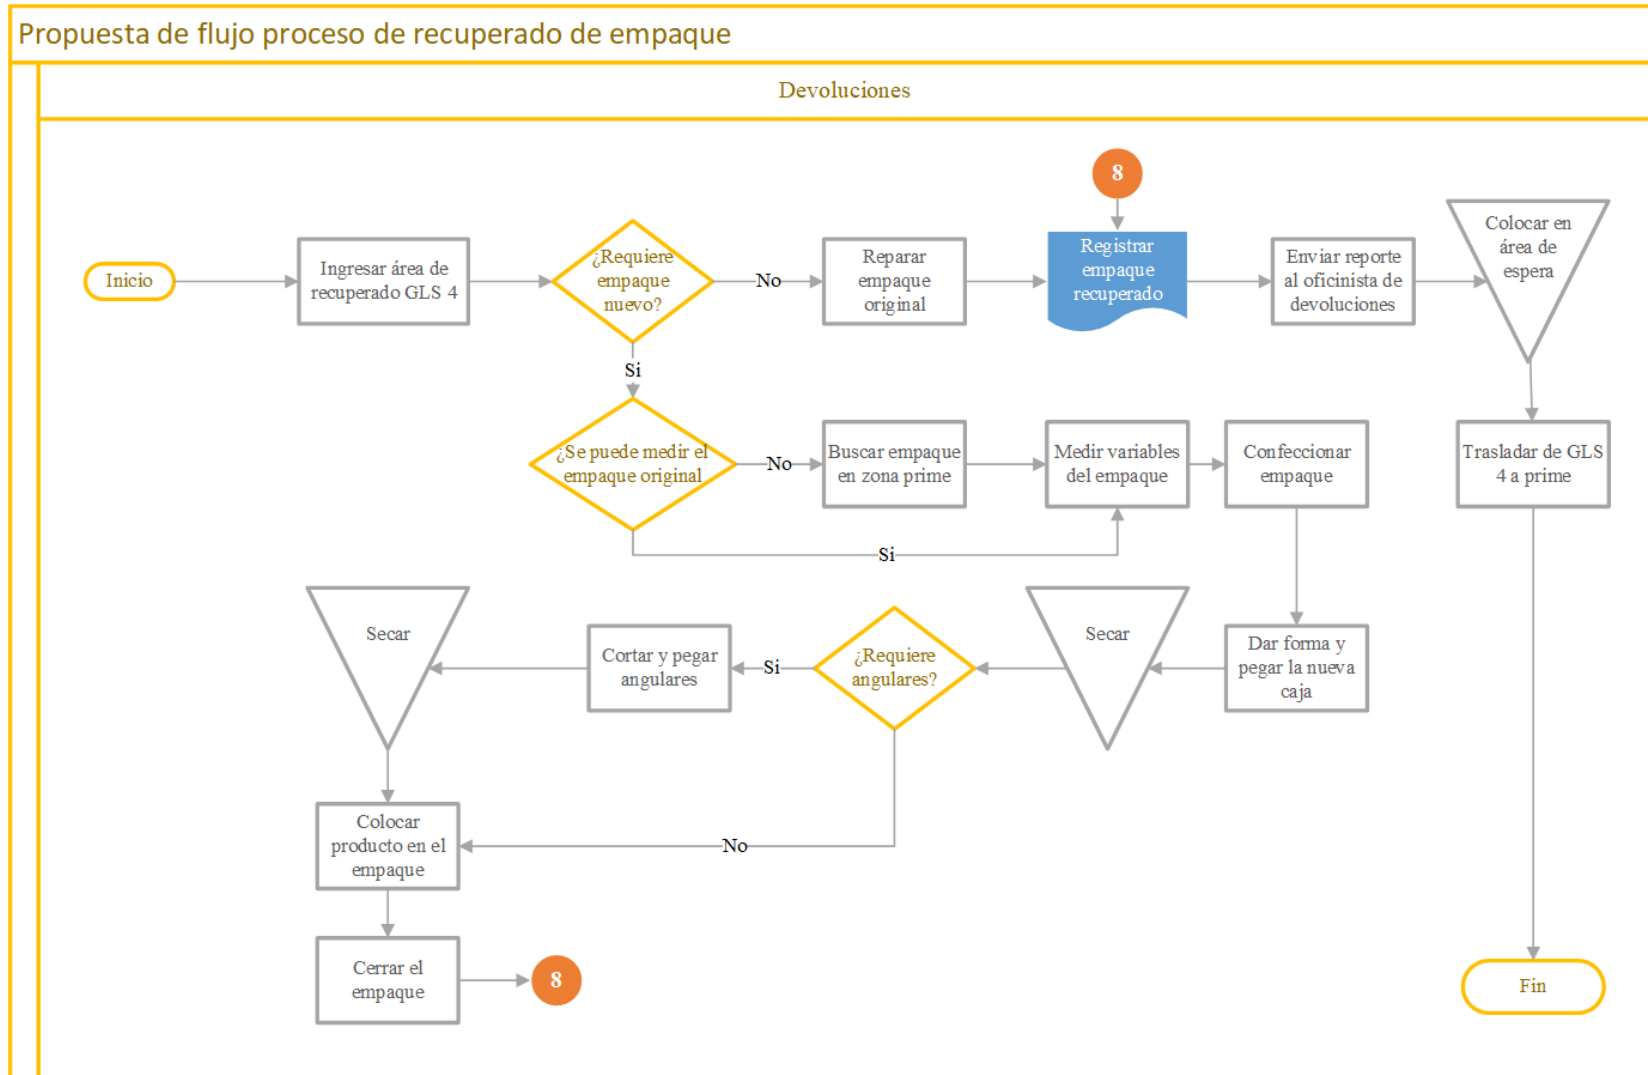 Propuesta de flujo proceso de recuperado de empaque
Devoluciones
Inicio
Ingresar área de
recuperado GLS 4
¿Requiere
empaque
nuevo?
No
Reparar
empaque
original
8
Registrar
empaque
recuperado
Enviar reporte
al oficinista de
devoluciones
Colocar en
área de
espera
Si
¿Se puede medir el
empaque original
No
Buscar empaque
en zona prime
Medir variables
del empaque
Confeccionar
empaque
Trasladar de GLS
4 a prime
Si
Secar
Cortar y pegar
angulares
Si
¿Requiere
angulares?
Secar
Dar forma y
pegar la nueva
caja
Colocar
producto en el
empaque
No
Cerrar el
empaque
8
Fin